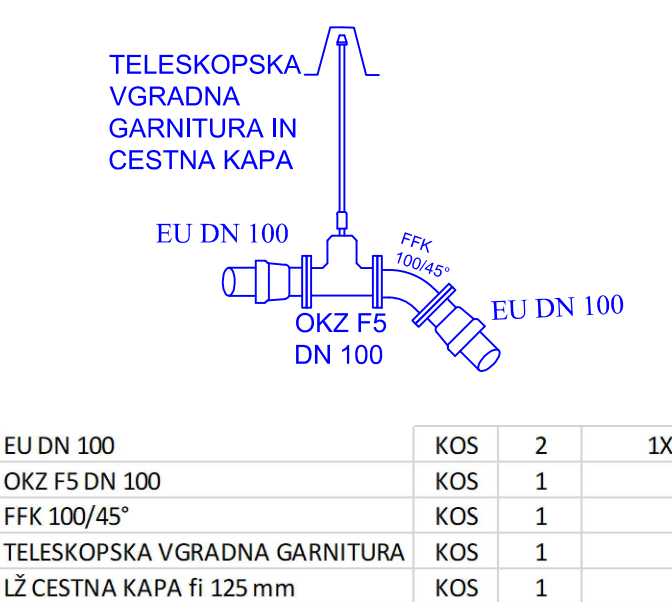 TELESKOPSKA
VGRADNA
GARNITURA IN
CESTNA KAPA
EU DN 100
FFK
100/45°
EU DN 100
OKZ F5
DN 100
EU DN 100 KOS 2 1X
OKZ F5 DN 100 KOS 1
FFK 100/45° KOS 1
TELESKOPSKA VGRADNA GARNITURA KOS 1
LŽ CESTNA KAPA fi 125 mm KOS 1